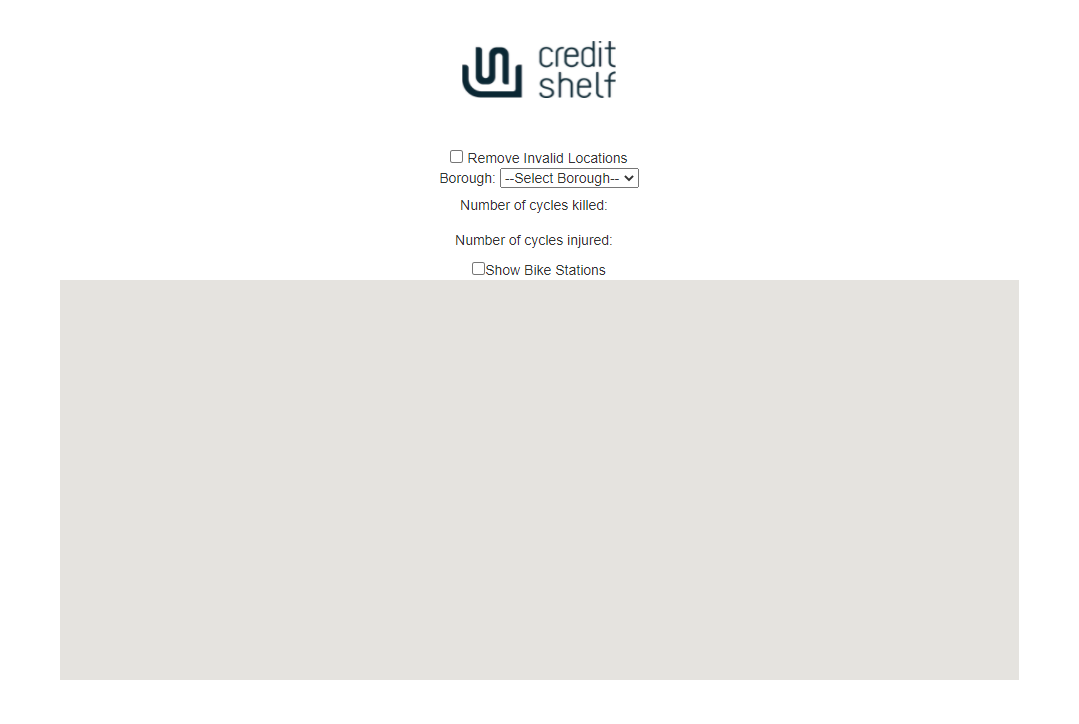 credit
shelf
Remove Invalid Locations
Borough: --Select Borough--
Number of cycles killed:
Number of cycles injured:
Show Bike Stations